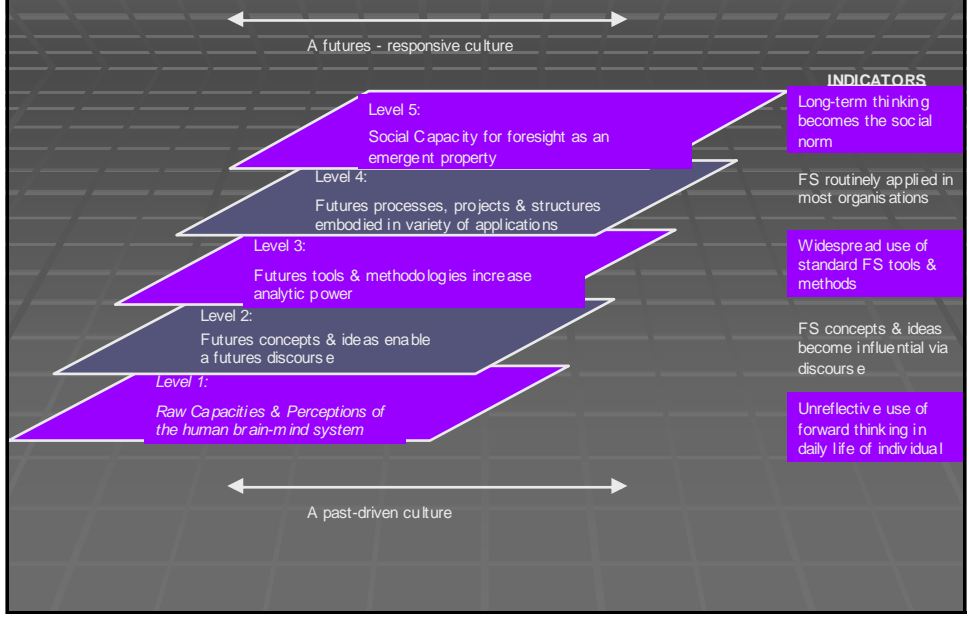 A futures - responsive culture
INDICATORS
Level 5:
Social Capacity for foresight as an
emergent property
Long-term thinking
becomes the social
norm
Level 4:
Futures processes, projects & structures
embodied in variety of applications
FS routinely applied in
most organisations
Level 3:
Futures tools & methodologies increase
analytic power
Widespread use of
standard FS tools &
methods
Level 2:
Futures concepts & ideas enable
a futures discourse
FS concepts & ideas
become influential via
discourse
Level 1:
Raw Capacities & Perceptions of
the human brain-mind system
Unreflective use of
forward thinking in
daily life of individual
A past-driven culture